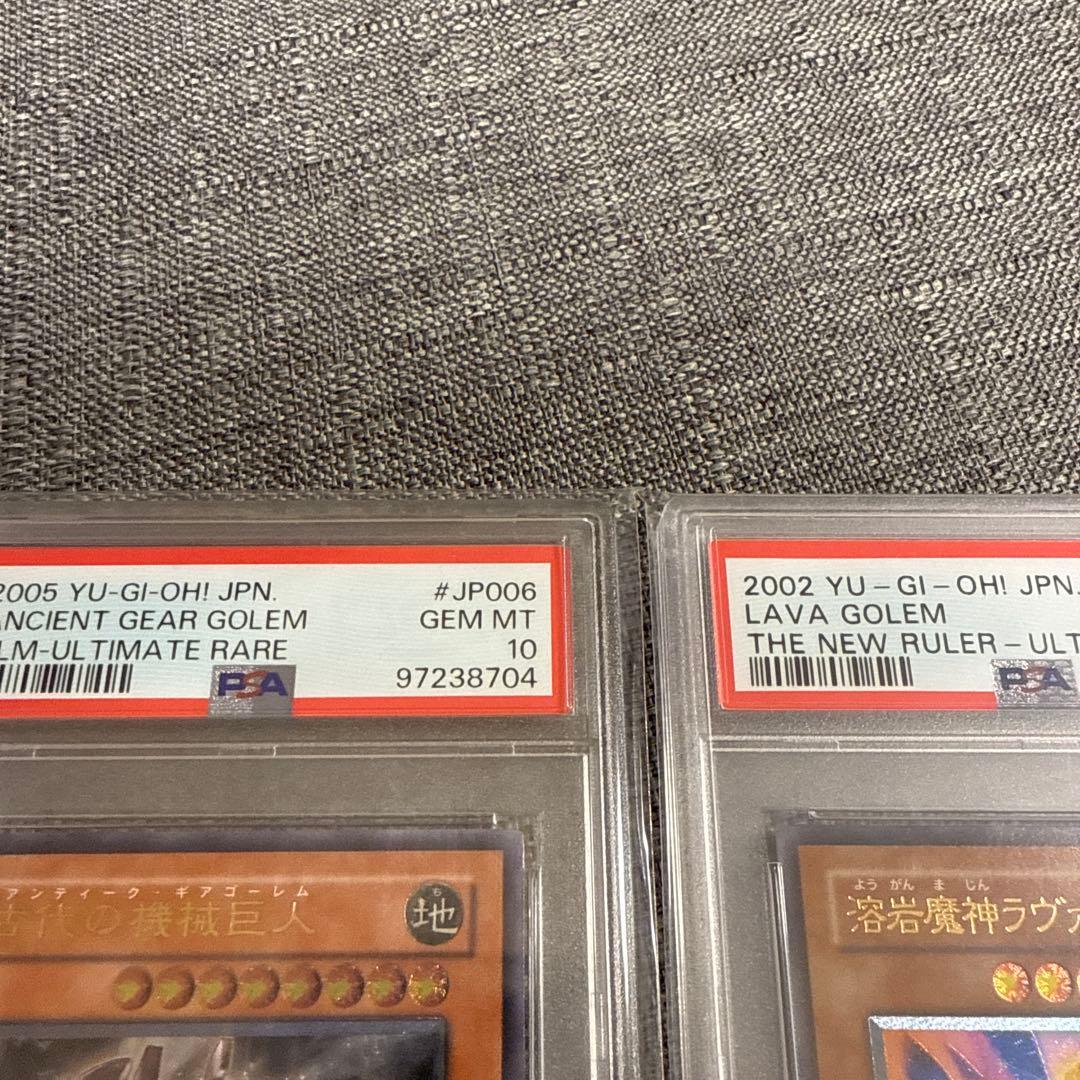 2005 YU-GI-OH! JPN. #JP006
ANCIENT GEAR GOLEM GEM MT
LM-ULTIMATE RARE 10
PSA 97238704
アンティーク・ギアゴーレム
古代の機械巨人
ち
地
2002 YU-GI-OH! JPN.
LAVA GOLEM
THE NEW RULER-ULT
PSA
ようがんまじん
溶岩魔神ラヴァ